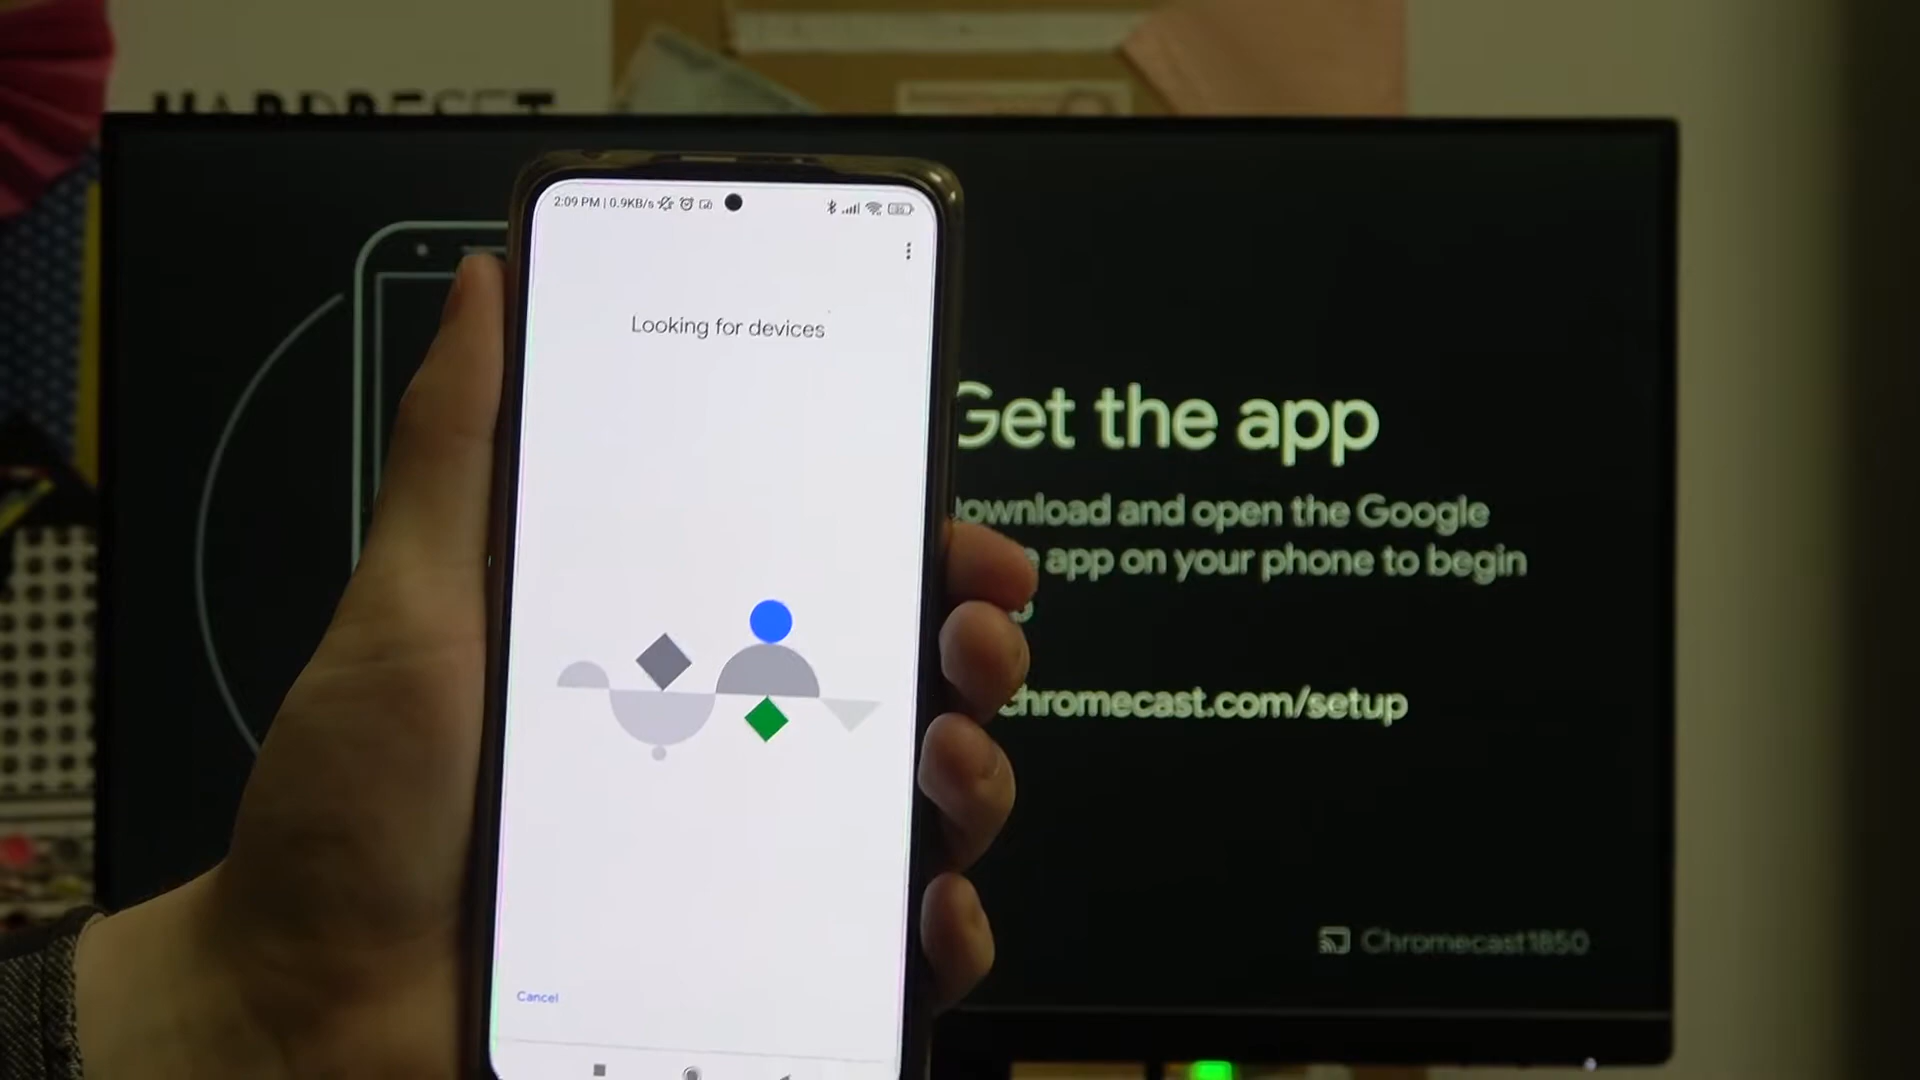 HARDRESET
2:09 PM | 0.9KB/s
Looking for devices
Cancel
Get the app
ownload and open the Google
app on your phone to begin
chromecast.com/setup
Chromecast1850